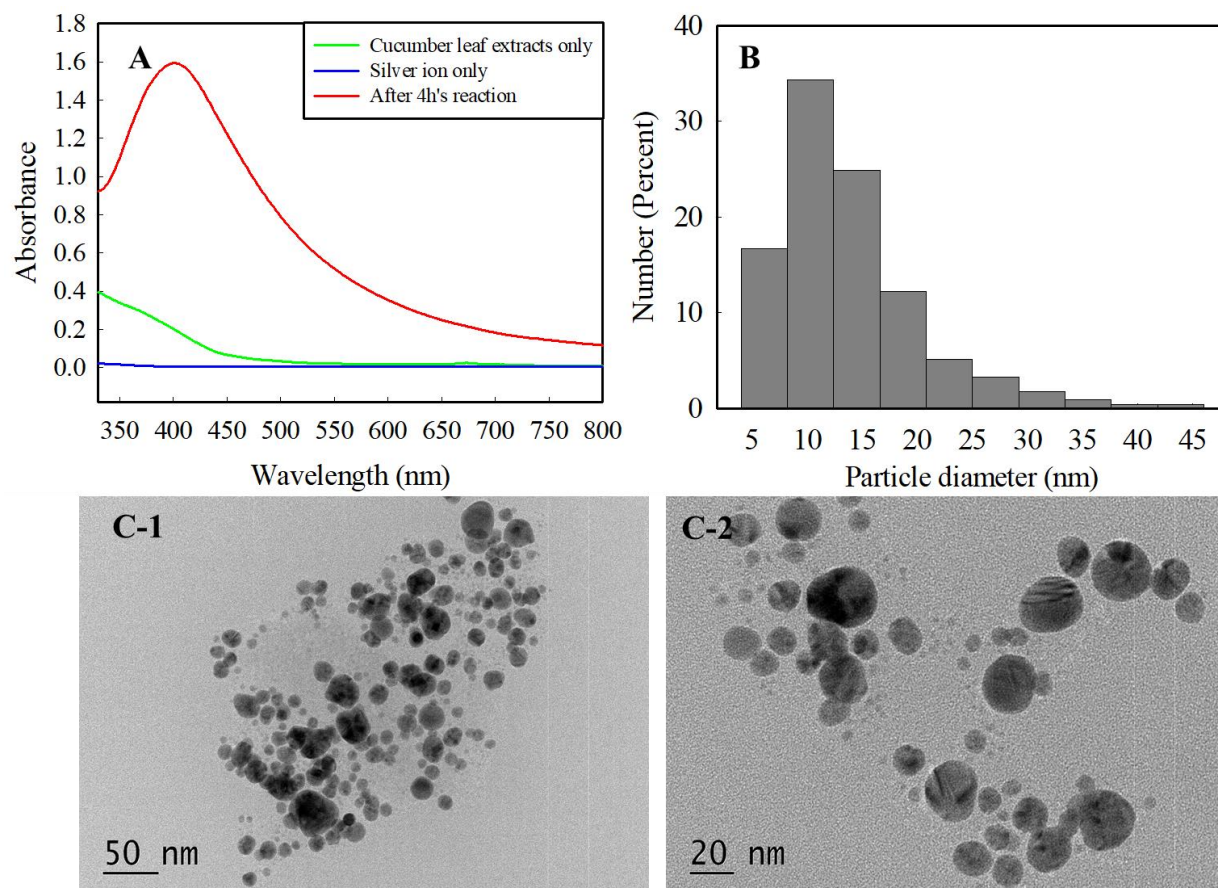 A
Cucumber leaf extracts only
Silver ion only
After 4h's reaction
1.8
1.6
1.4
1.2
1.0
0.8
0.6
0.4
0.2
0.0
Absorbance
350 400 450 500 550 600 650 700 750 800
Wavelength (nm)
B
40
30
20
10
0
Number (Percent)
5 10 15 20 25 30 35 40 45
Particle diameter (nm)
C-1
50 nm
C-2
20 nm